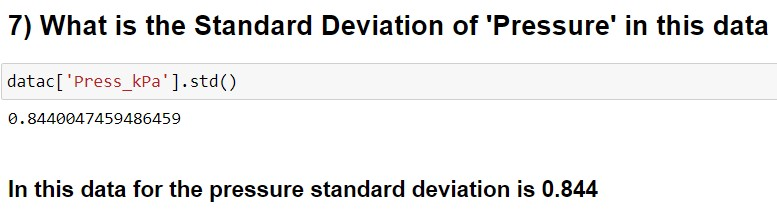 7) What is the Standard Deviation of 'Pressure' in this data
datac['Press_kPa'].std()
0.8440047459486459
In this data for the pressure standard deviation is 0.844